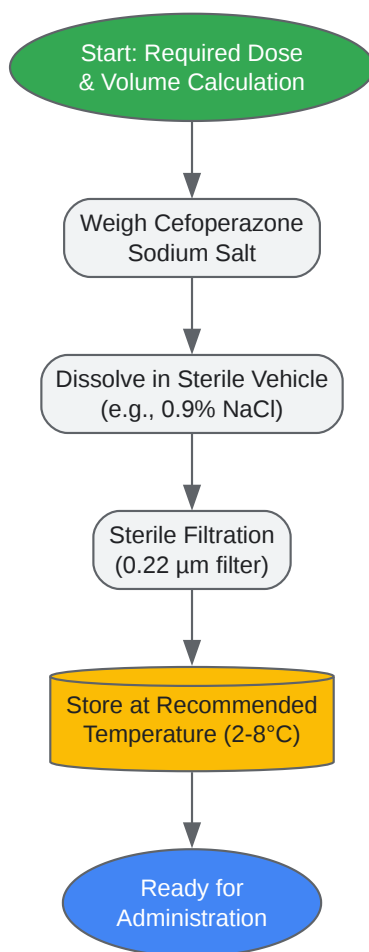 Start: Required Dose
& Volume Calculation
Weigh Cefoperazone
Sodium Salt
Dissolve in Sterile Vehicle
(e.g., 0.9% NaCl)
Sterile Filtration
(0.22 µm filter)
Store at Recommended
Temperature (2-8°C)
Ready for
Administration